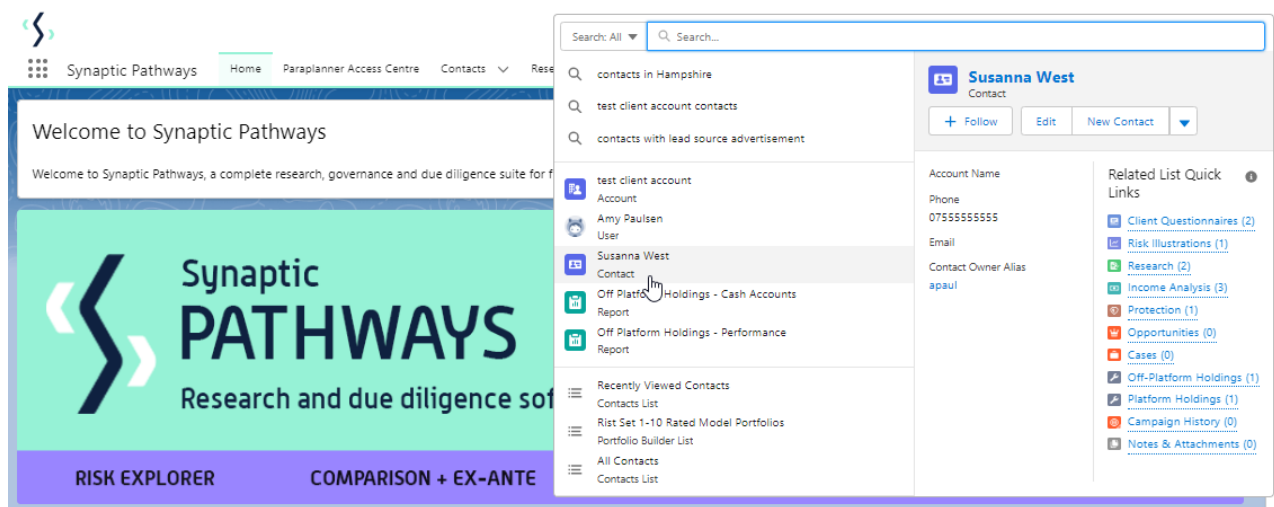 Search: All
Search...
Synaptic Pathways
Home
Paraplanner Access Centre
Contacts
Rese
Welcome to Synaptic Pathways
Welcome to Synaptic Pathways, a complete research, governance and due diligence suite for f
Synaptic
PATHWAYS
Research and due diligence sof
RISK EXPLORER
COMPARISON + EX-ANTE
contacts in Hampshire
test client account contacts
contacts with lead source advertisement
test client account
Account
Amy Paulsen
User
Susanna West
Contact
Off Platform Holdings - Cash Accounts
Report
Off Platform Holdings - Performance
Report
Recently Viewed Contacts
Contacts List
Rist Set 1-10 Rated Model Portfolios
Portfolio Builder List
All Contacts
Contacts List
Susanna West
Contact
+ Follow
Edit
New Contact
Account Name
Phone
07555555555
Email
Contact Owner Alias
apaul
Related List Quick
Links
Client Questionnaires (2)
Risk Illustrations (1)
Research (2)
Income Analysis (3)
Protection (1)
Opportunities (0)
Cases (0)
Off-Platform Holdings (1)
Platform Holdings (1)
Campaign History (0)
Notes & Attachments (0)